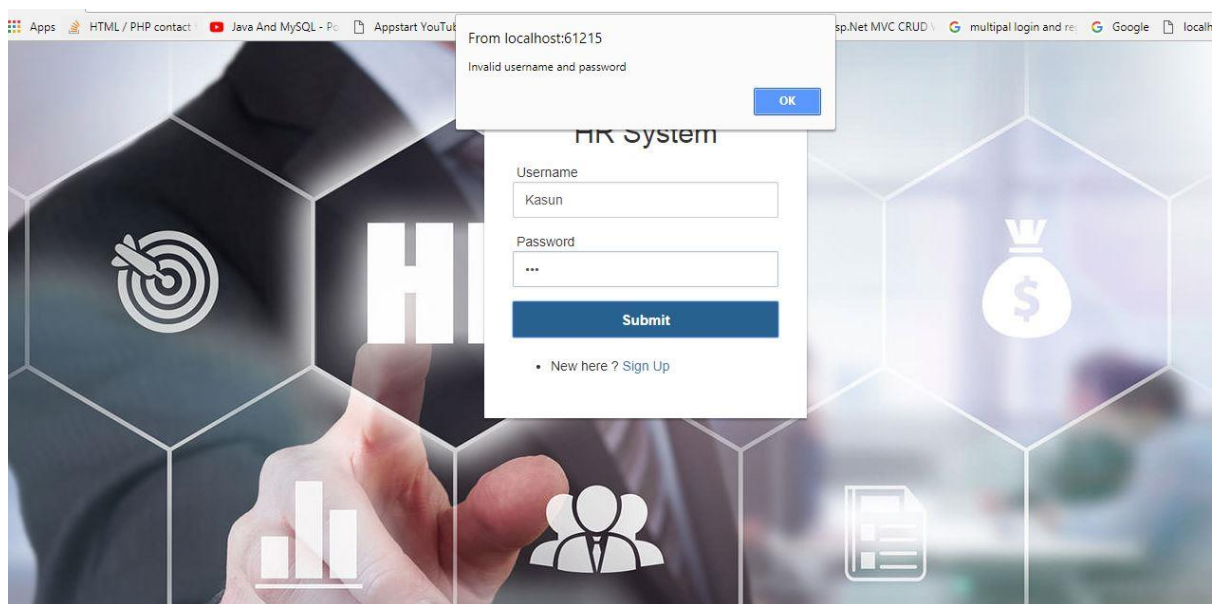 Apps HTML / PHP contact Java And MySQL - Po Appstart YouTut sp.Net MVC CRUD multipal login and re Google localh
From localhost:61215
Invalid username and password
OK
HR System
Username
Kasun
Password
•••
Submit
• New here ? Sign Up
H
$